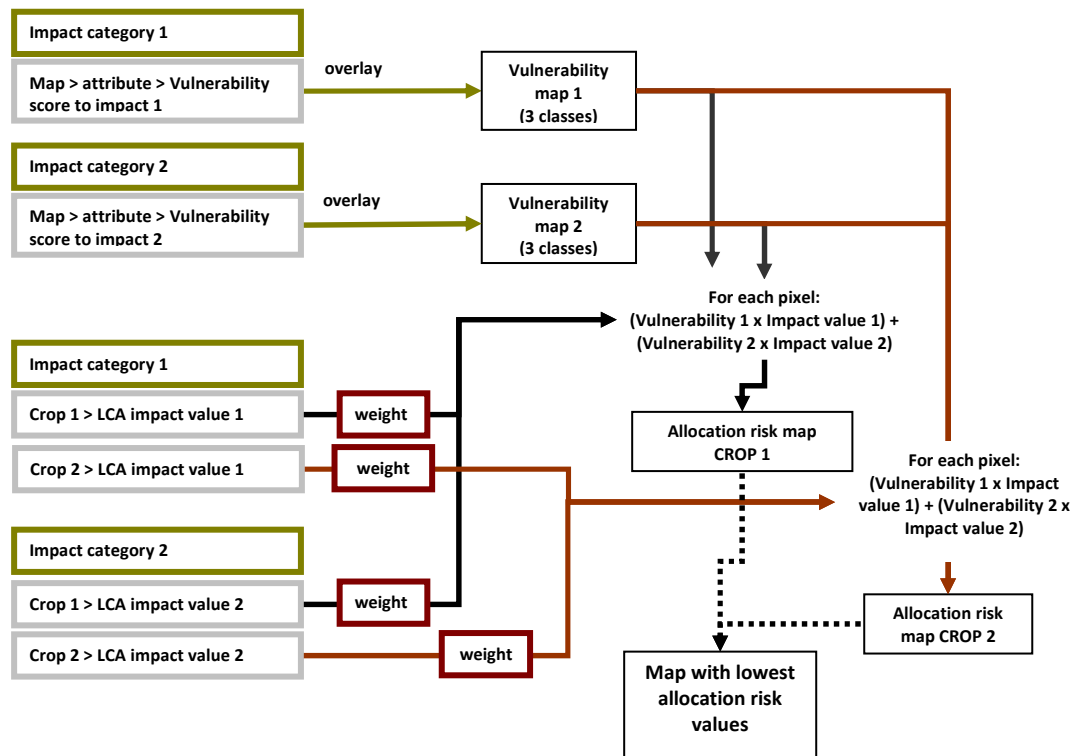 Impact category 1
Map > attribute > Vulnerability
score to impact 1
overlay
Vulnerability
map 1
(3 classes)
Impact category 2
Map > attribute > Vulnerability
score to impact 2
overlay
Vulnerability
map 2
(3 classes)
For each pixel:
(Vulnerability 1 x Impact value 1) +
(Vulnerability 2 x Impact value 2)
Impact category 1
Crop 1 > LCA impact value 1
weight
Crop 2 > LCA impact value 1
weight
Allocation risk map
CROP 1
For each pixel:
(Vulnerability 1 x Impact
value 1) + (Vulnerability 2 x
Impact value 2)
Impact category 2
Crop 1 > LCA impact value 2
weight
Crop 2 > LCA impact value 2
weight
Allocation risk
map CROP 2
Map with lowest
allocation risk
values